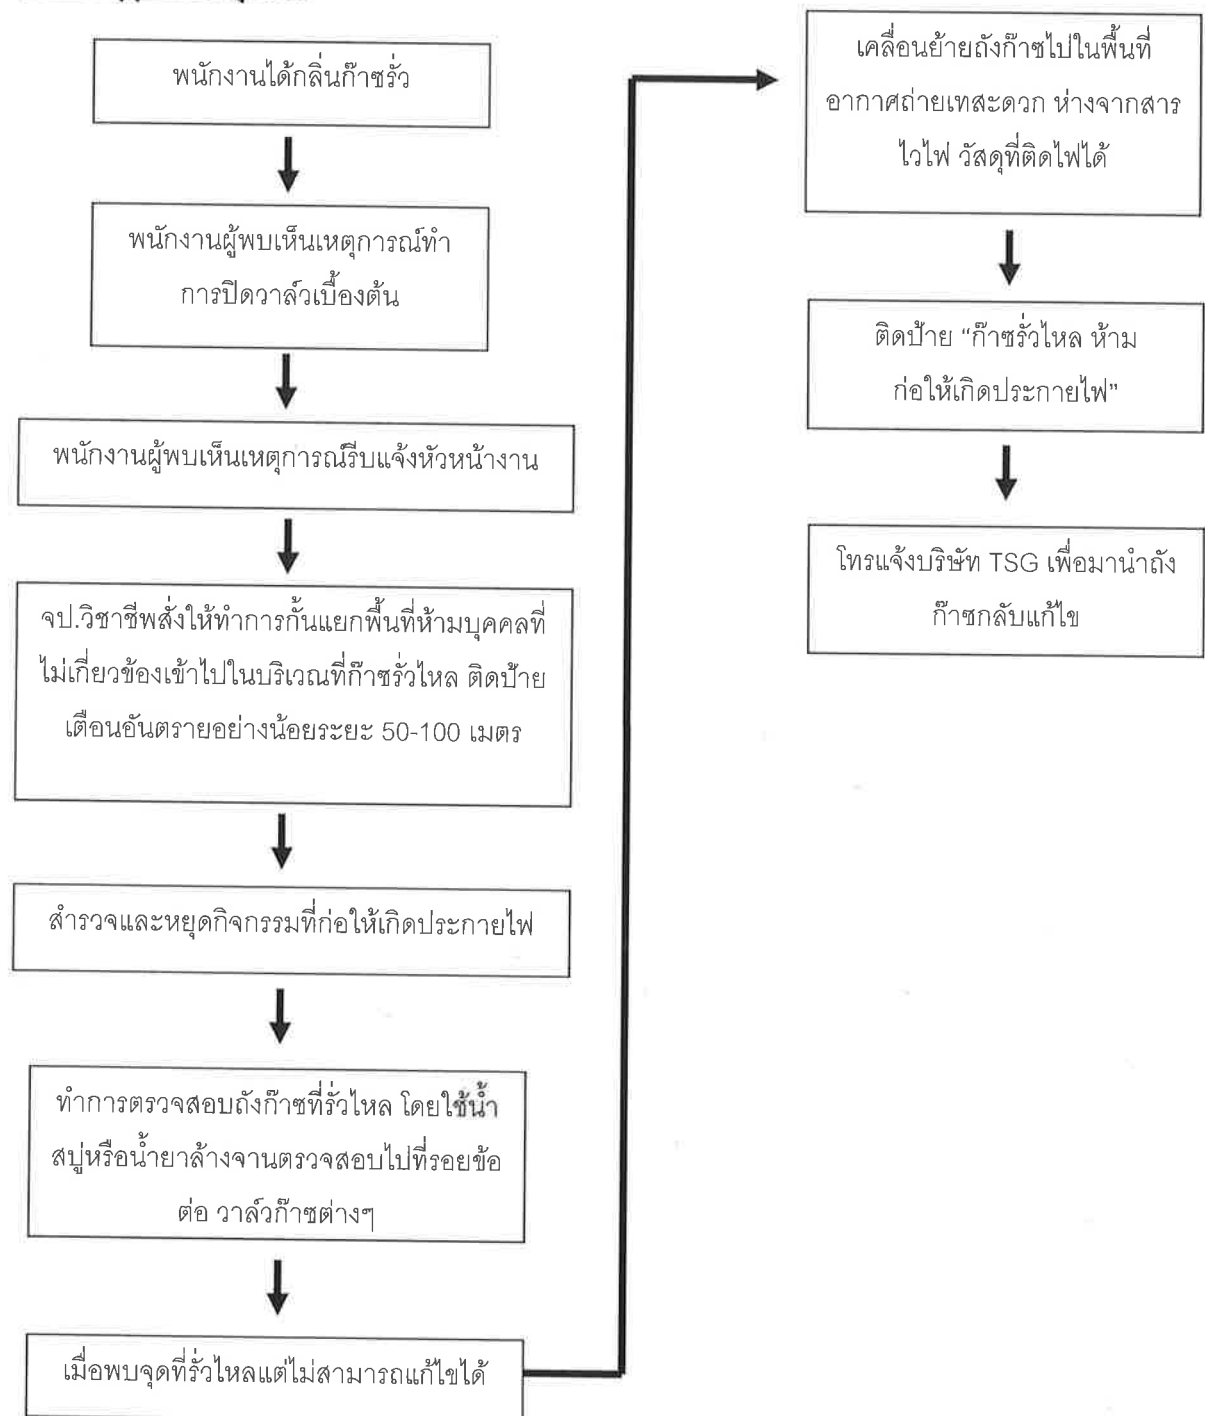 พนักงานได้กลิ่นก๊าซรั่ว
พนักงานผู้พบเห็นเหตุการณ์ทำ
การปิดวาล์วเบื้องต้น
พนักงานผู้พบเห็นเหตุการณ์รีบแจ้งหัวหน้างาน
จป.วิชาชีพสั่งให้ทำการกั้นแยกพื้นที่ห้ามบุคคลที่
ไม่เกี่ยวข้องเข้าไปในบริเวณที่ก๊าซรั่วไหล ติดป้าย
เตือนอันตรายอย่างน้อยระยะ 50-100 เมตร
สำรวจและหยุดกิจกรรมที่ก่อให้เกิดประกายไฟ
ทำการตรวจสอบถังก๊าซที่รั่วไหล โดยใช้น้ำ
สบู่หรือน้ำยาล้างจานตรวจสอบไปที่รอยข้อ
ต่อ วาล์วก๊าซต่างๆ
เมื่อพบจุดที่รั่วไหลแต่ไม่สามารถแก้ไขได้
เคลื่อนย้ายถังก๊าซไปในพื้นที่
อากาศถ่ายเทสะดวก ห่างจากสาร
ไวไฟ วัสดุที่ติดไฟได้
ติดป้าย “ก๊าซรั่วไหล ห้าม
ก่อให้เกิดประกายไฟ”
โทรแจ้งบริษัท TSG เพื่อมานำถัง
ก๊าซกลับแก้ไข